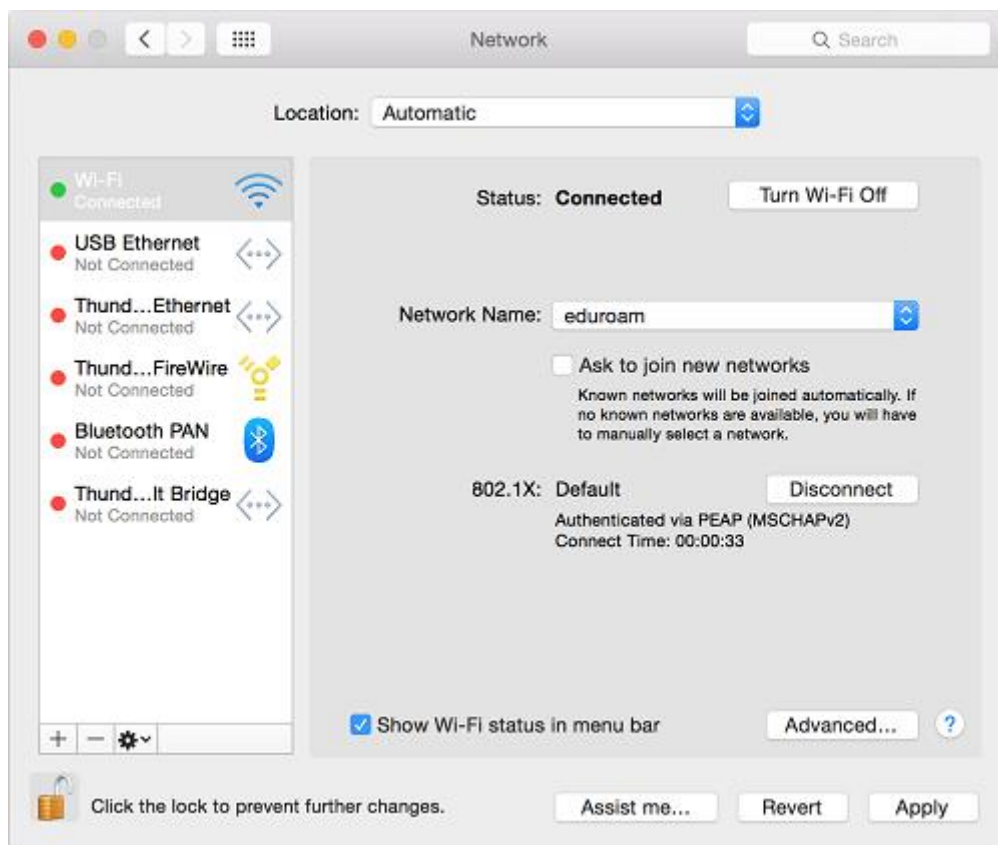 Network
Search
Location: Automatic
Wi-Fi
Connected
USB Ethernet
Not Connected
Thund...Ethernet
Not Connected
Thund...FireWire
Not Connected
Bluetooth PAN
Not Connected
Thund...lt Bridge
Not Connected
Status: Connected
Turn Wi-Fi Off
Network Name: eduroam
Ask to join new networks
Known networks will be joined automatically. If
no known networks are available, you will have
to manually select a network.
802.1X: Default
Disconnect
Authenticated via PEAP (MSCHAPv2)
Connect Time: 00:00:33
Show Wi-Fi status in menu bar
Advanced...
?
Click the lock to prevent further changes.
Assist me...
Revert
Apply